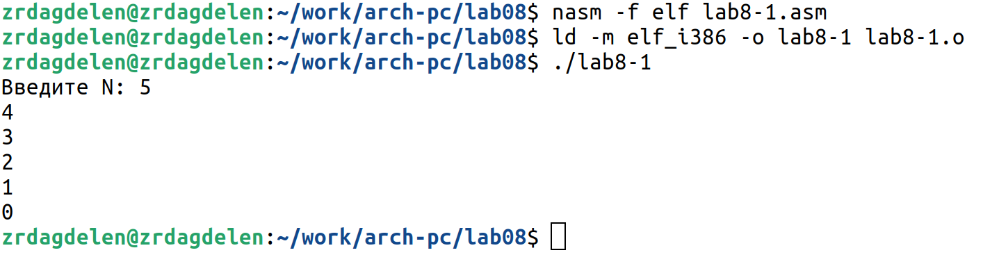 zrdagdelen@zrdagdelen:~/work/arch-pc/lab08$ nasm -f elf lab8-1.asm
zrdagdelen@zrdagdelen:~/work/arch-pc/lab08$ ld -m elf_i386 -o lab8-1 lab8-1.o
zrdagdelen@zrdagdelen:~/work/arch-pc/lab08$ ./lab8-1
Введите N: 5
4
3
2
1
0
zrdagdelen@zrdagdelen:~/work/arch-pc/lab08$